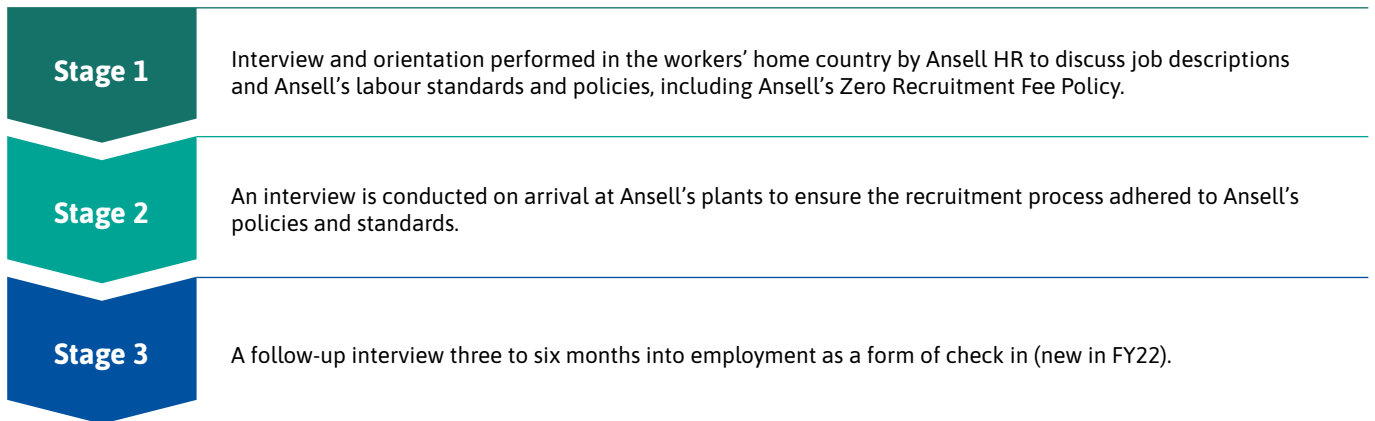 Stage 1
Interview and orientation performed in the workers’ home country by Ansell HR to discuss job descriptions
and Ansell’s labour standards and policies, including Ansell’s Zero Recruitment Fee Policy.
Stage 2
An interview is conducted on arrival at Ansell’s plants to ensure the recruitment process adhered to Ansell’s
policies and standards.
Stage 3
A follow-up interview three to six months into employment as a form of check in (new in FY22).